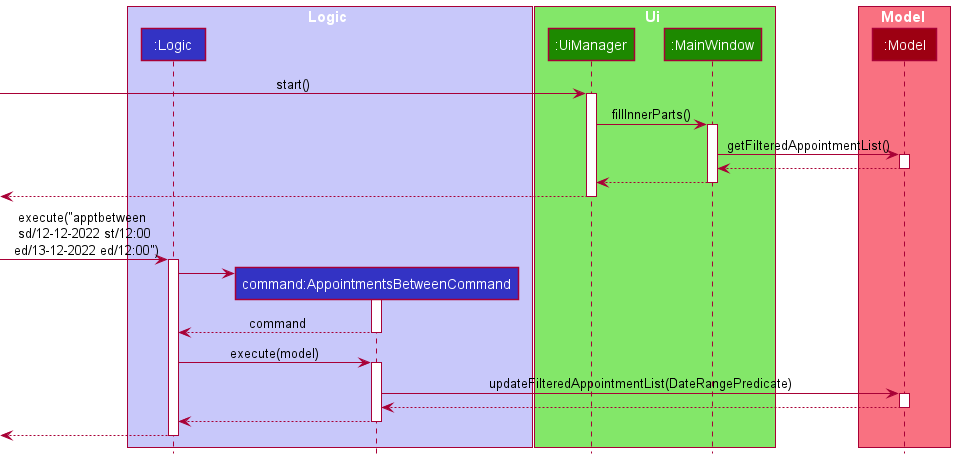 Logic
Ui
Model
:Logic
:UiManager
:MainWindow
:Model
start()
fillInnerParts()
getFilteredAppointmentList()
execute("apptbetween
sd/12-12-2022 st/12:00
ed/13-12-2022 ed/12:00")
command:AppointmentsBetweenCommand
command
execute(model)
updateFilteredAppointmentList(DateRangePredicate)